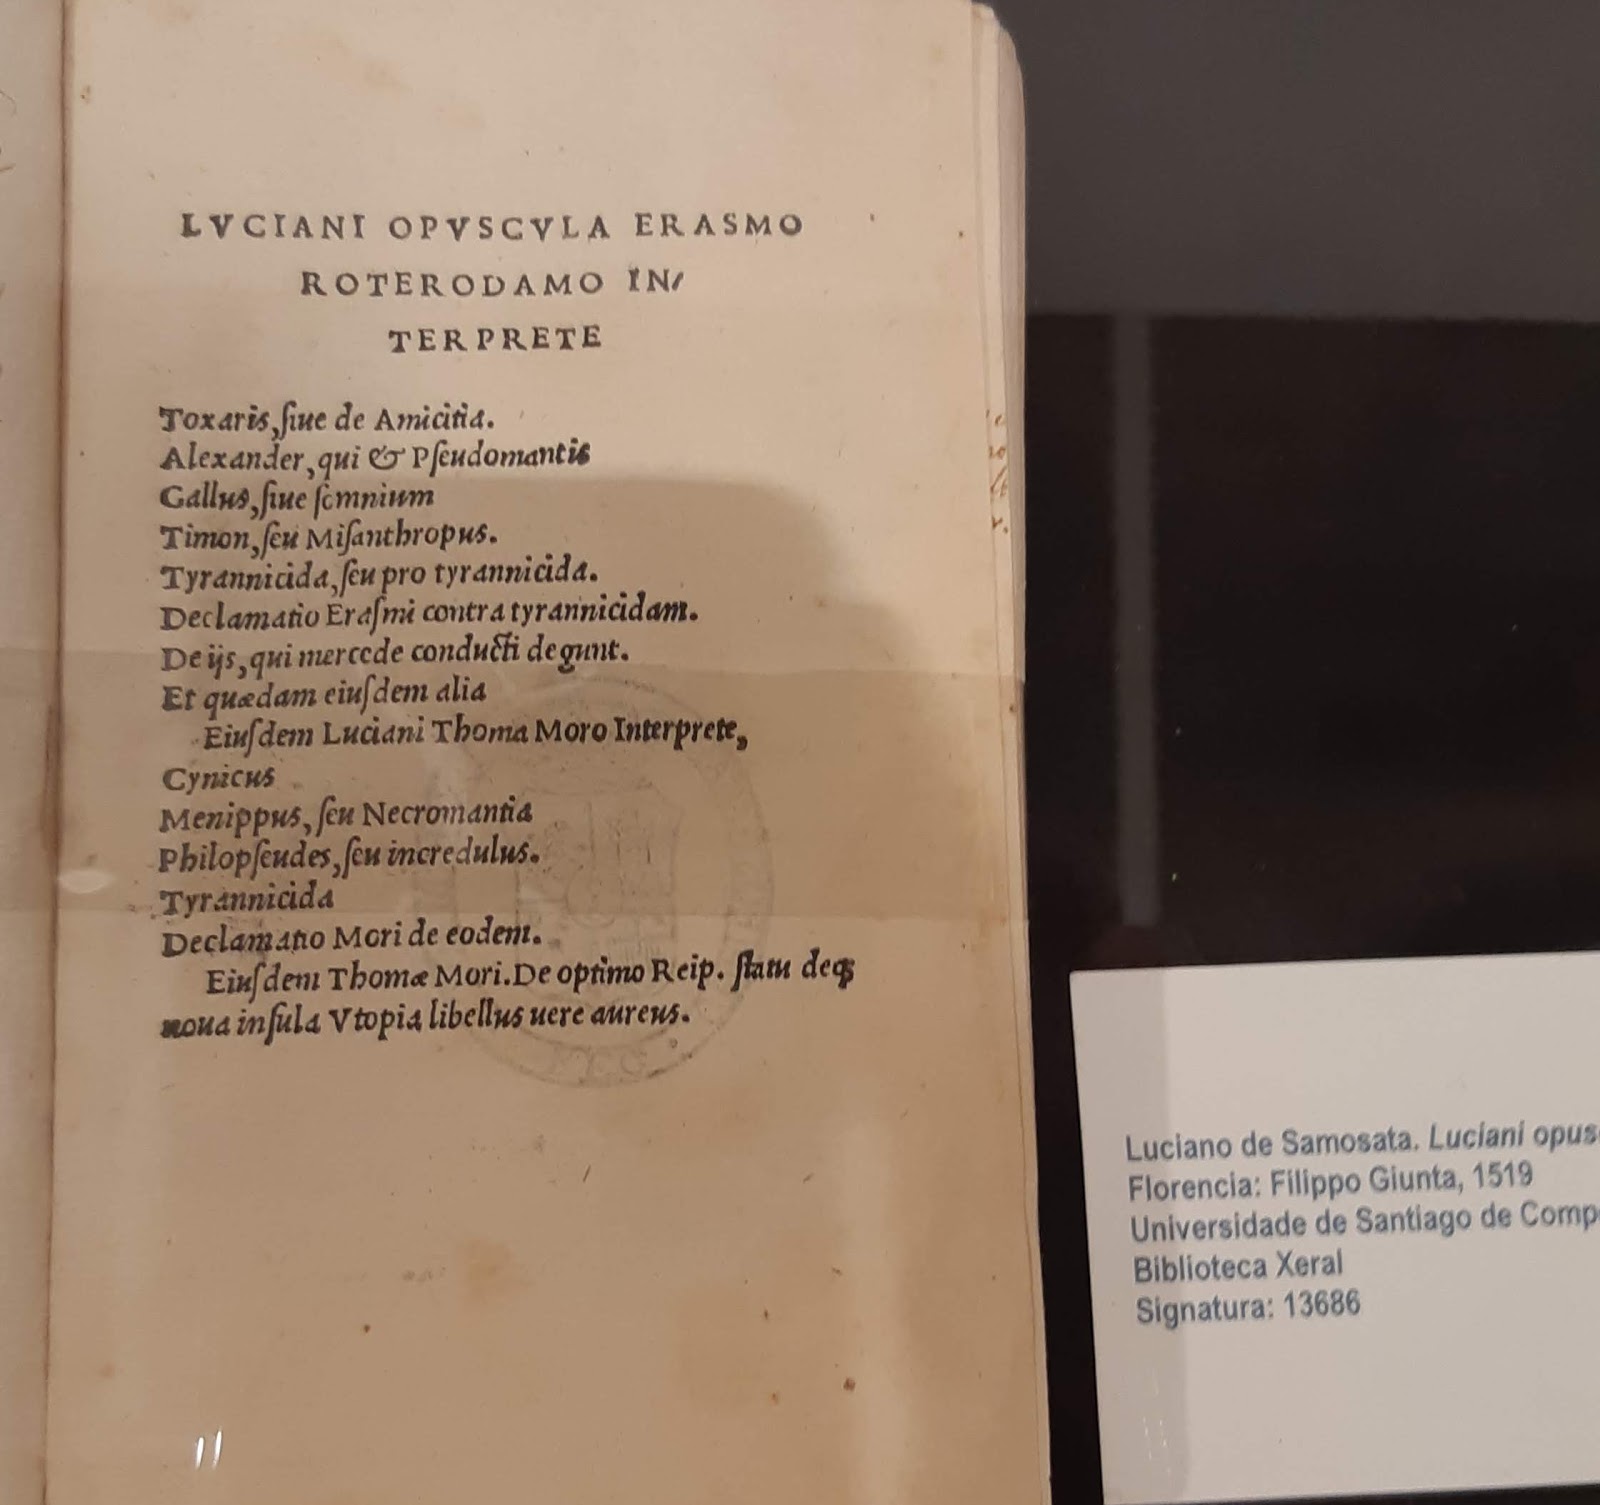 LVCIANI OPVSCVLA ERASMO
ROTERODAMO IN/
TERPRETE
Toxaris, ſiue de Amicitia.
Alexander, qui & Pſeudomantis
Gallus, ſiue ſomnium
Timon, ſeu Miſanthropus.
Tyrannicida, ſeu pro tyrannicida.
Declamatio Eraſmi contra tyrannicidam.
De ijs, qui mercede conducti degunt.
Et quædam eiuſdem alia
Eiuſdem Luciani Thoma Moro Interprete,
Cynicus
Menippus, ſeu Necromantia
Philopſeudes, ſeu incredulus.
Tyrannicida
Declamatio Mori de eodem.
Eiuſdem Thomæ Mori. De optimo Reip. ſtatu deqꝫ
noua inſula Vtopia libellus uere aureus.
Luciano de Samosata. Luciani opus
Florencia: Filippo Giunta, 1519
Universidade de Santiago de Comp
Biblioteca Xeral
Signatura: 13686